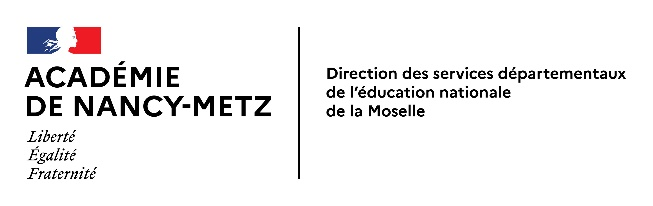 ACADÉMIE
DE NANCY-METZ
Liberté
Égalité
Fraternité
Direction des services départementaux
de l'éducation nationale
de la Moselle